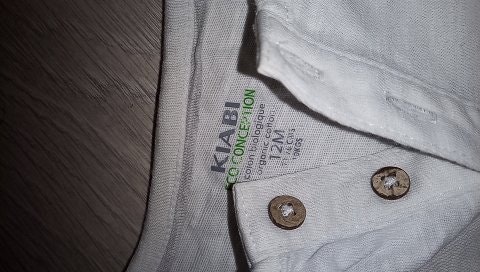 KIABI
ECO CONCEPTION
coton biologique
organic cotton
12M